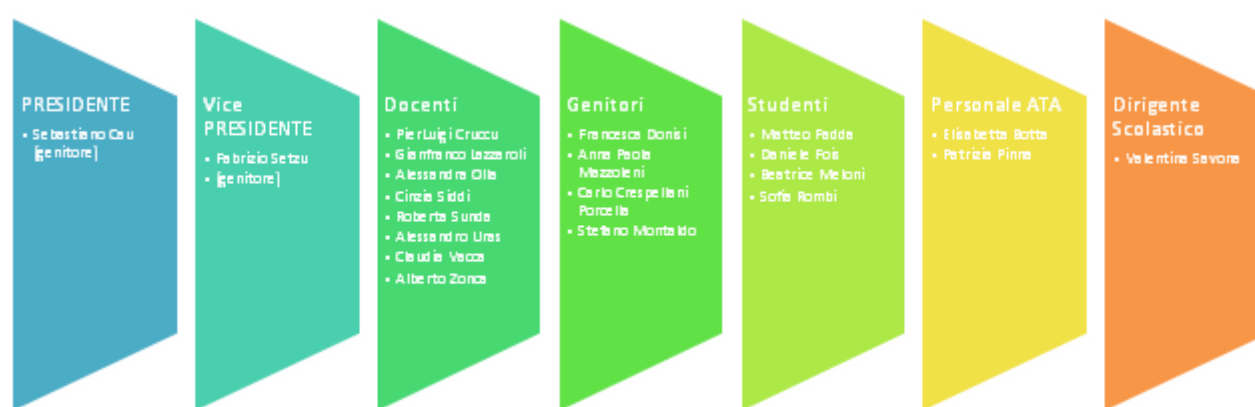 PRESIDENTE
• Sebastiano Cau
(genitore)
Vice
PRESIDENTE
• Fabrizio Setzu
• (genitore)
Docenti
• PierLuigi Cruccu
• Gianfranco Lazzaroli
• Alessandra Olla
• Cinzia Siddi
• Roberta Sunda
• Alessandro Uras
• Claudia Vacca
• Alberto Zonca
Genitori
• Francesca Donisi
• Anna Paola
Mazzoleni
• Carlo Crespellani
Porcella
• Stefano Montaldo
Studenti
• Matteo Fadda
• Daniele Fois
• Beatrice Meloni
• Sofia Rombi
Personale ATA
• Elisabetta Botta
• Patrizia Pinna
Dirigente
Scolastico
• Valentina Savona